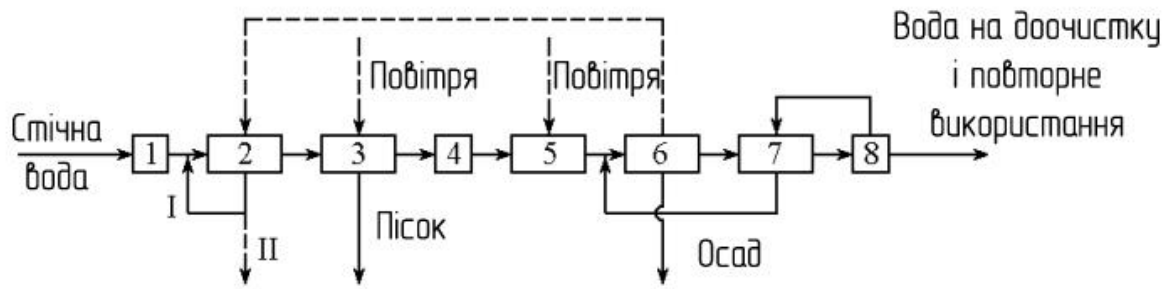 Вода на доочистку
і повторне
використання
Повітря
Повітря
Стічна
вода
1
2
3
4
5
6
7
8
I
II
Пісок
Осад